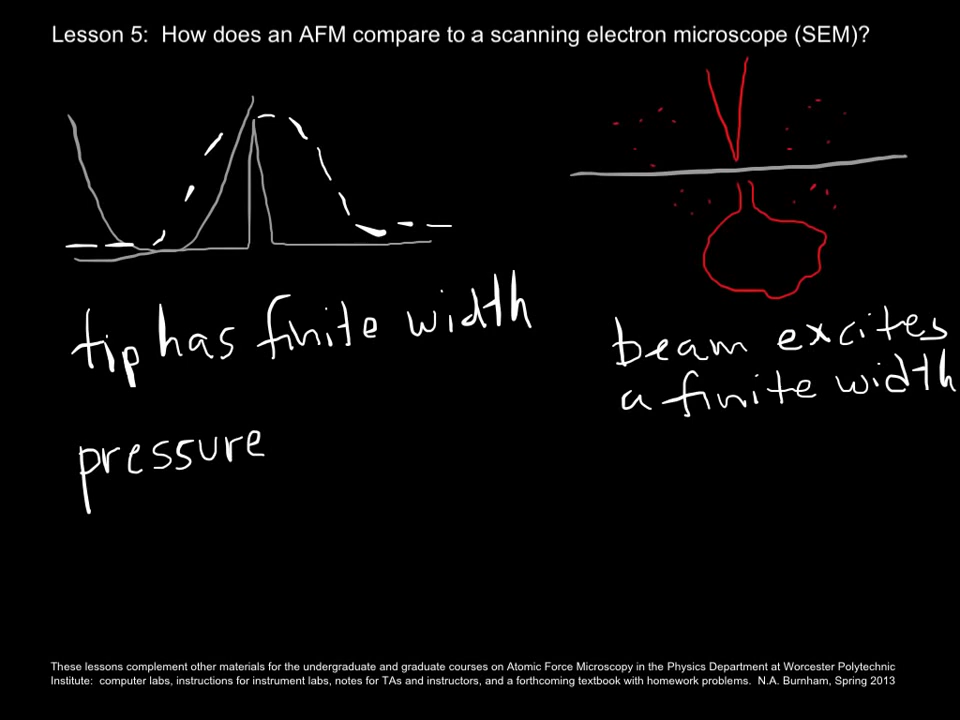 Lesson 5:  How does an AFM compare to a scanning electron microscope (SEM)?
tip has finite width
beam excites
a finite width
pressure
These lessons complement other materials for the undergraduate and graduate courses on Atomic Force Microscopy in the Physics Department at Worcester Polytechnic
Institute:  computer labs, instructions for instrument labs, notes for TAs and instructors, and a forthcoming textbook with homework problems.  N.A. Burnham, Spring 2013